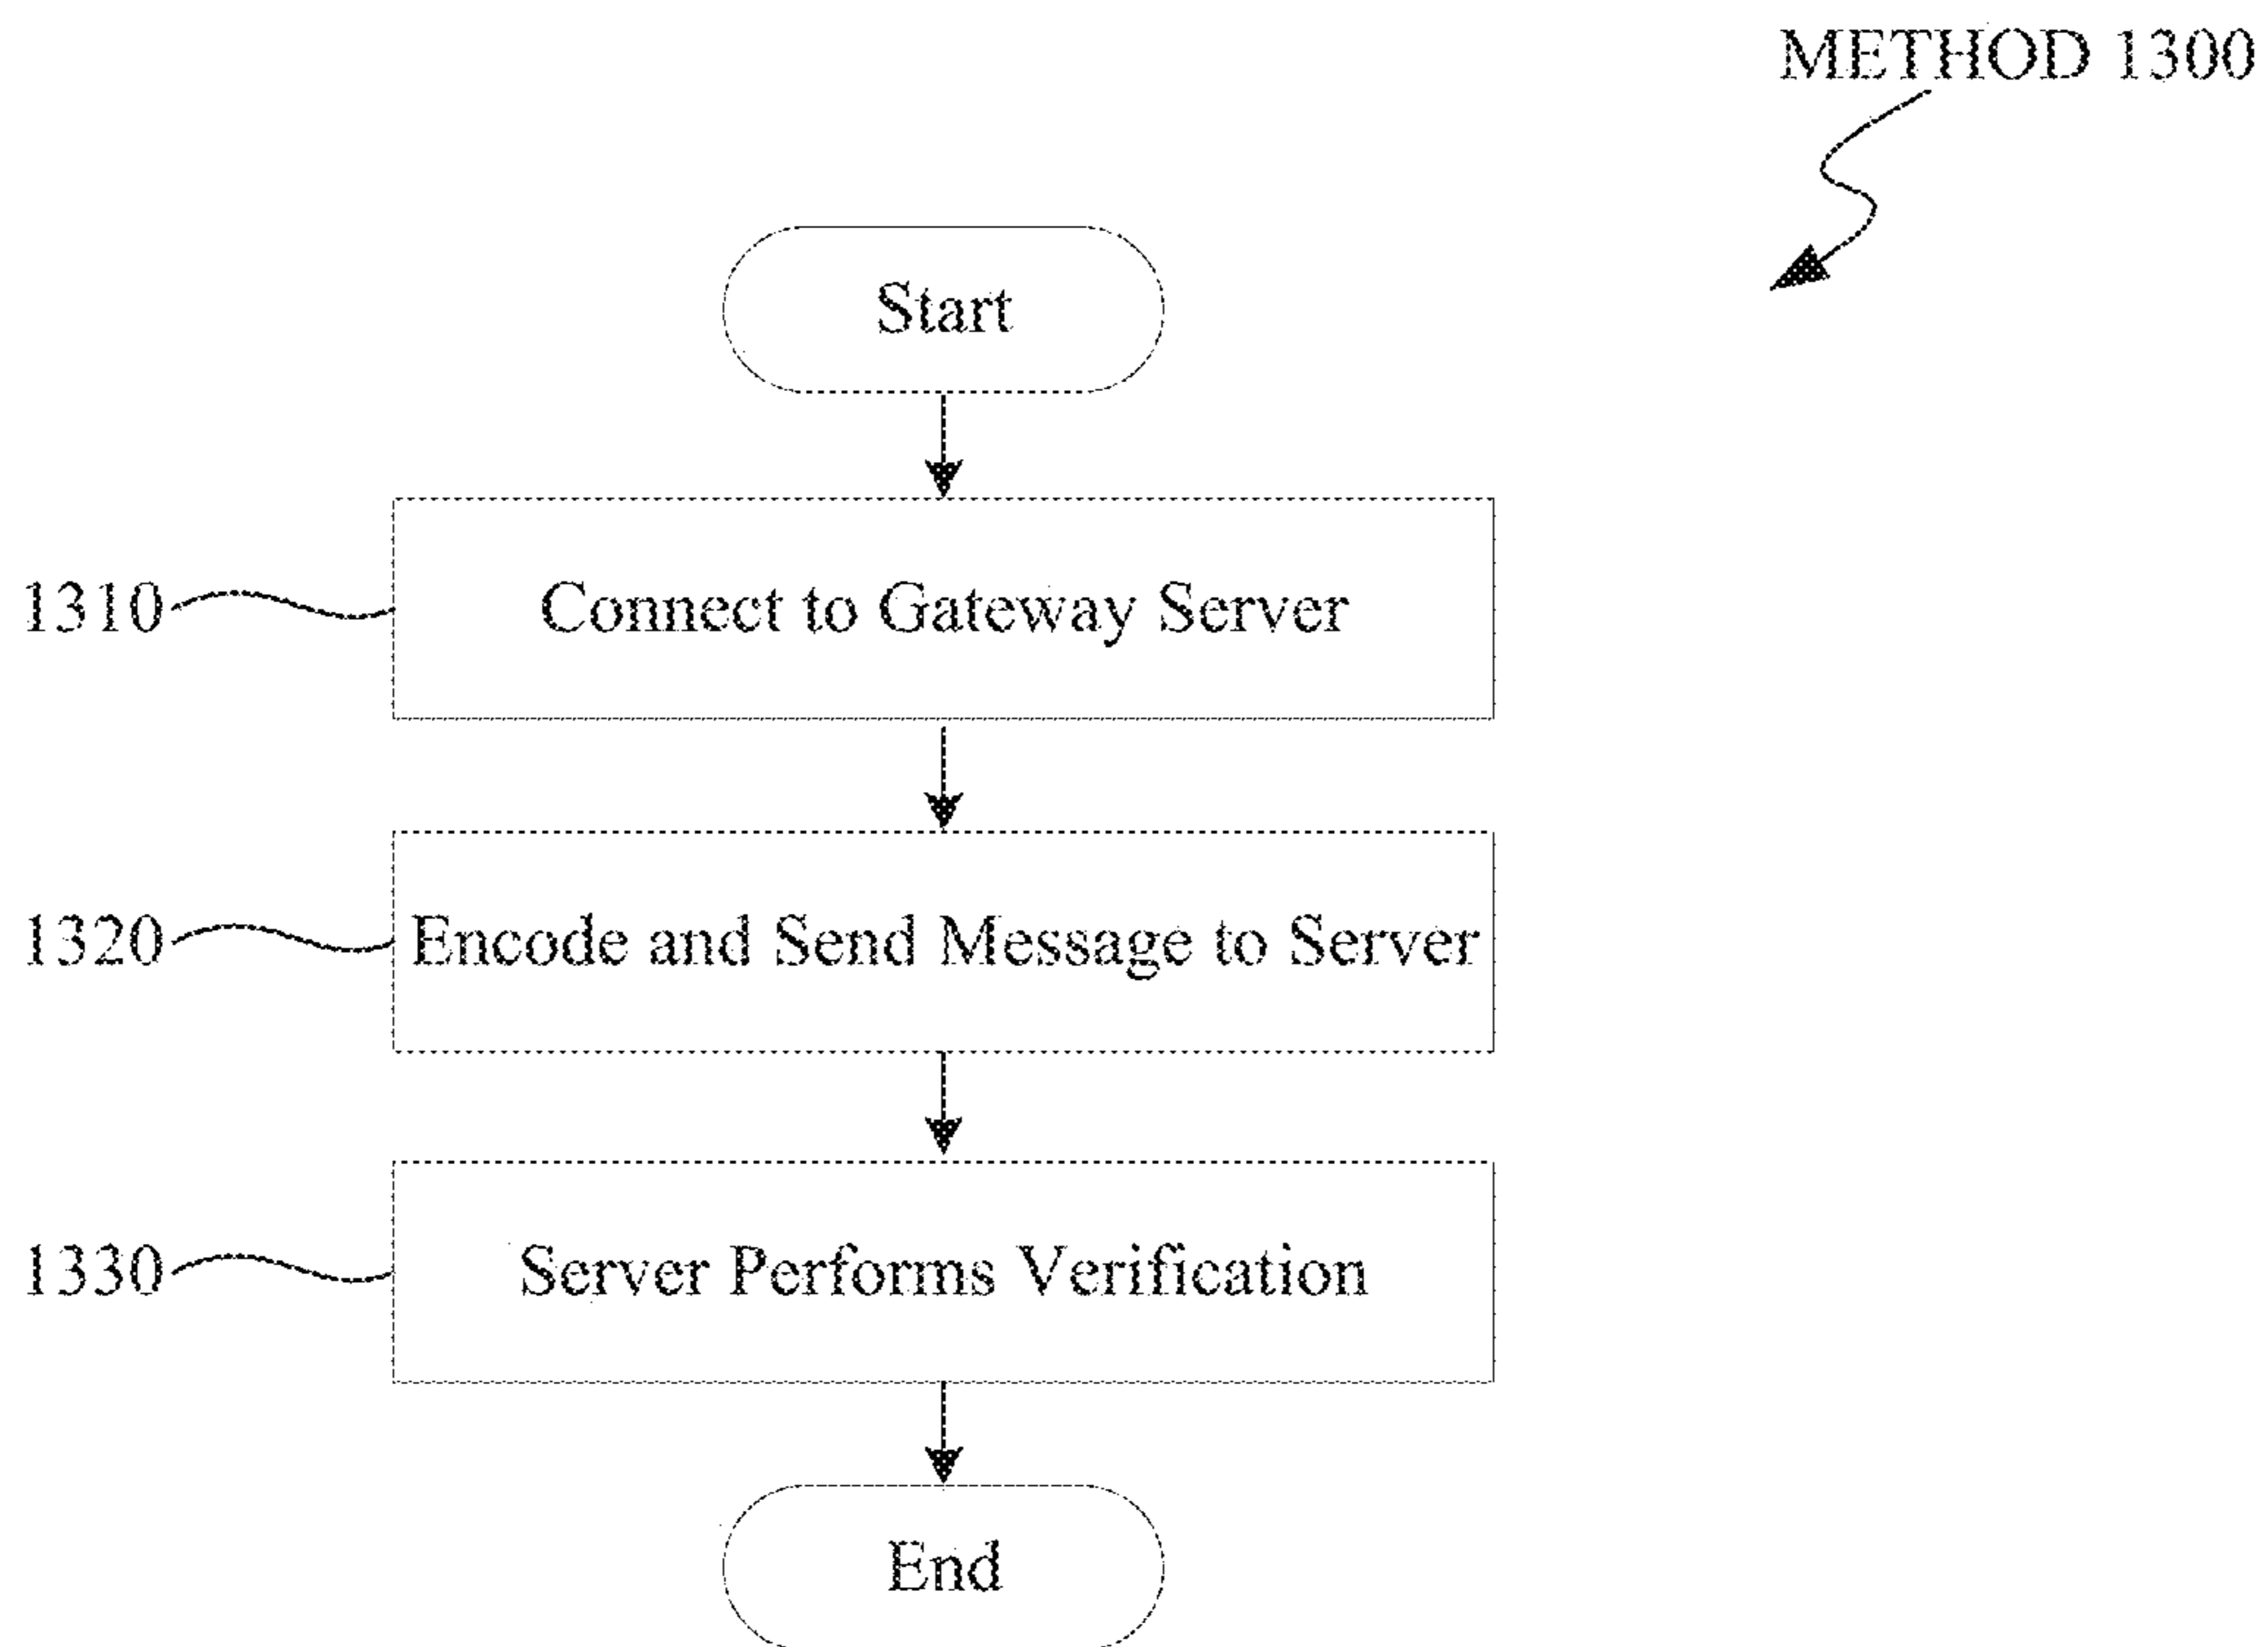 METHOD 1300
Start
1310 Connect to Gateway Server
1320 Encode and Send Message to Server
1330 Server Performs Verification
End